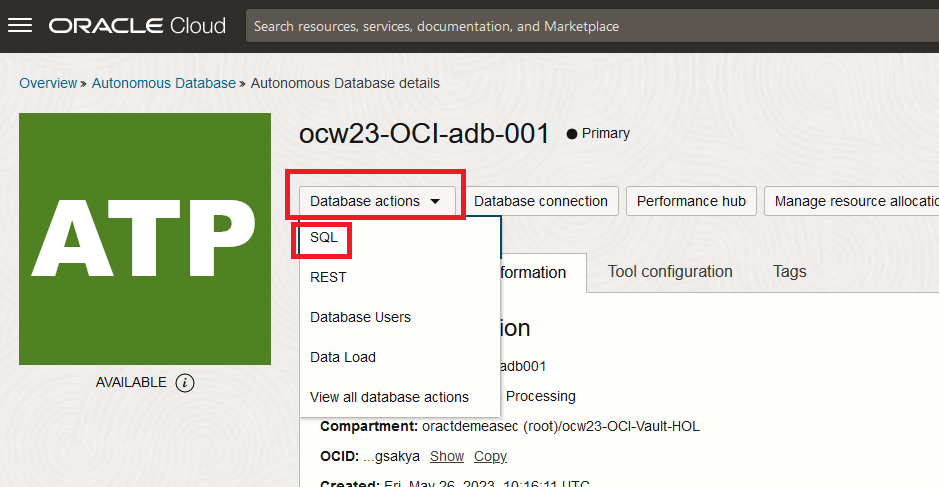 ORACLE Cloud
Search resources, services, documentation, and Marketplace
Overview » Autonomous Database » Autonomous Database details
ATP
AVAILABLE i
ocw23-OCI-adb-001 Primary
Database actions
Database connection
Performance hub
Manage resource allocatio
SQL
REST
Database Users
Data Load
View all database actions
formation
Tool configuration
Tags
ion
adb001
Processing
Compartment: oractdemeasec (root)/ocw23-OCI-Vault-HOL
OCID: ...gsakya Show Copy
Created: Fri, May 26, 2023, 10:16:11 UTC